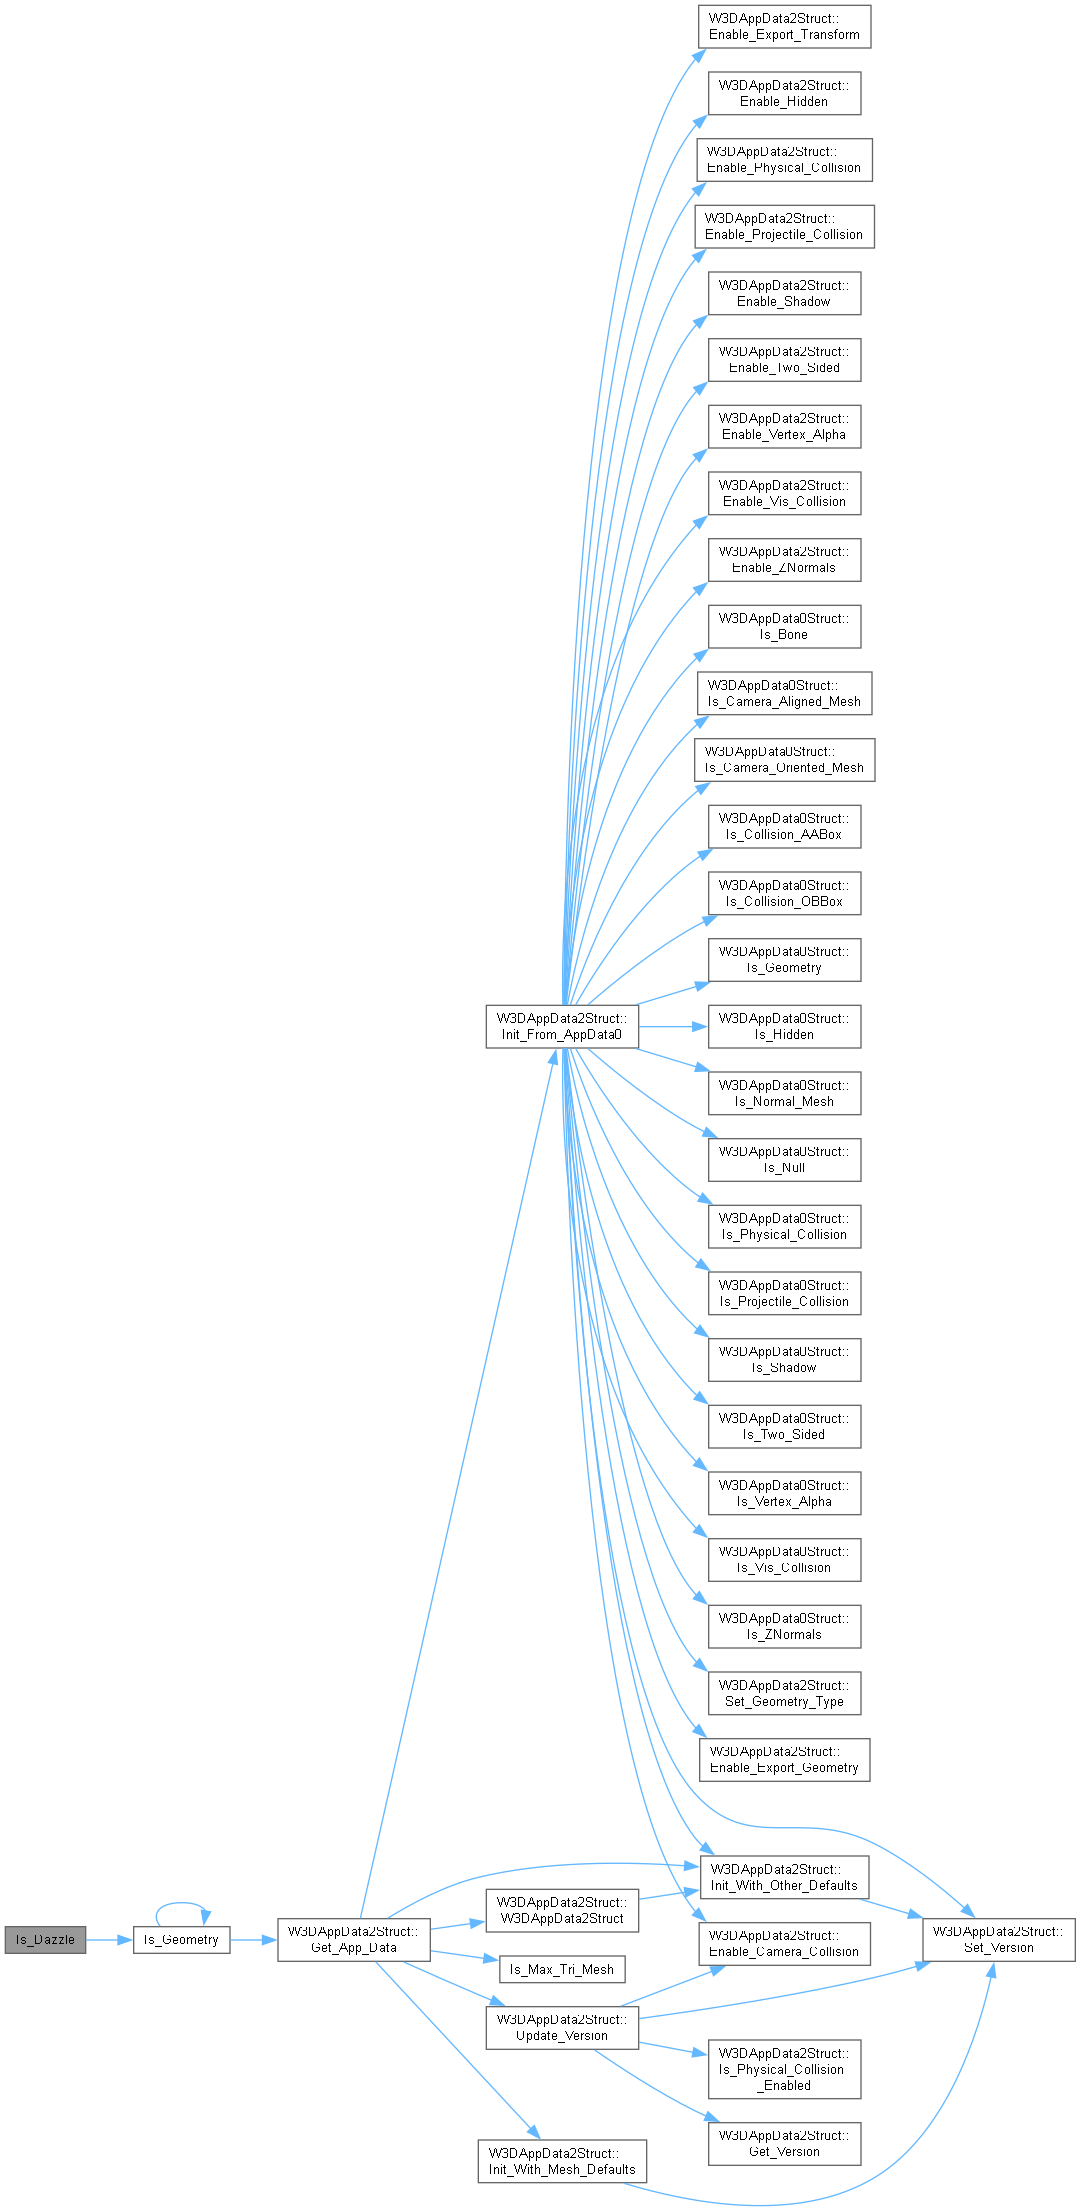 W3DAppData2Struct::
Enable_Export_Transform
W3DAppData2Struct::
Enable_Hidden
W3DAppData2Struct::
Enable_Physical_Collision
W3DAppData2Struct::
Enable_Projectile_Collision
W3DAppData2Struct::
Enable_Shadow
W3DAppData2Struct::
Enable_Two_Sided
W3DAppData2Struct::
Enable_Vertex_Alpha
W3DAppData2Struct::
Enable_Vis_Collision
W3DAppData2Struct::
Enable_ZNormals
W3DAppData0Struct::
Is_Bone
W3DAppData0Struct::
Is_Camera_Aligned_Mesh
W3DAppData0Struct::
Is_Camera_Oriented_Mesh
W3DAppData0Struct::
Is_Collision_AABox
W3DAppData0Struct::
Is_Collision_OBBox
W3DAppData0Struct::
Is_Geometry
W3DAppData2Struct::
Init_From_AppData0
W3DAppData0Struct::
Is_Hidden
W3DAppData0Struct::
Is_Normal_Mesh
W3DAppData0Struct::
Is_Null
W3DAppData0Struct::
Is_Physical_Collision
W3DAppData0Struct::
Is_Projectile_Collision
W3DAppData0Struct::
Is_Shadow
W3DAppData0Struct::
Is_Two_Sided
W3DAppData0Struct::
Is_Vertex_Alpha
W3DAppData0Struct::
Is_Vis_Collision
W3DAppData0Struct::
Is_ZNormals
W3DAppData2Struct::
Set_Geometry_Type
W3DAppData2Struct::
Enable_Export_Geometry
W3DAppData2Struct::
Init_With_Other_Defaults
W3DAppData2Struct::
W3DAppData2Struct
Is_Dazzle
Is_Geometry
W3DAppData2Struct::
Get_App_Data
W3DAppData2Struct::
Enable_Camera_Collision
W3DAppData2Struct::
Set_Version
Is_Max_Tri_Mesh
W3DAppData2Struct::
Update_Version
W3DAppData2Struct::
Is_Physical_Collision
_Enabled
W3DAppData2Struct::
Get_Version
W3DAppData2Struct::
Init_With_Mesh_Defaults